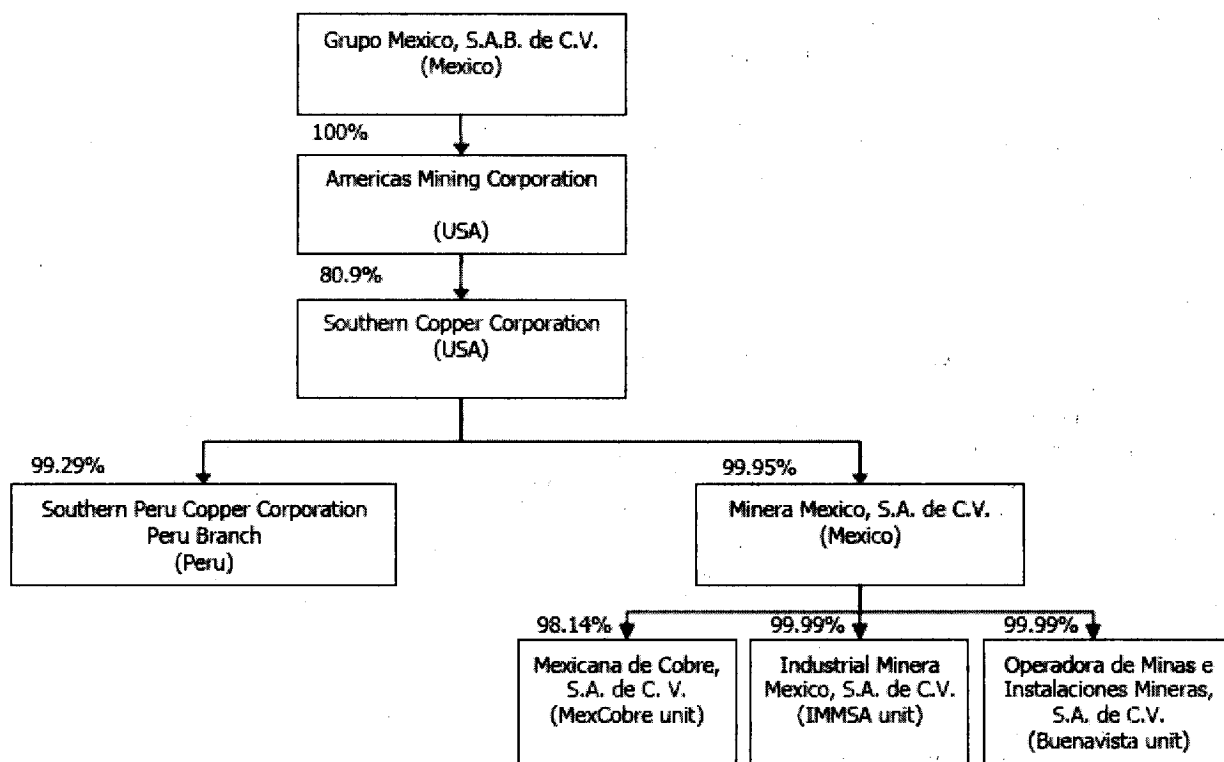 Grupo Mexico, S.A.B. de C.V.
(Mexico)
100%
Americas Mining Corporation
(USA)
80.9%
Southern Copper Corporation
(USA)
99.29%
Southern Peru Copper Corporation
Peru Branch
(Peru)
99.95%
Minera Mexico, S.A. de C.V.
(Mexico)
98.14%
Mexicana de Cobre,
S.A. de C. V.
(MexCobre unit)
99.99%
Industrial Minera
Mexico, S.A. de C.V.
(IMMSA unit)
99.99%
Operadora de Minas e
Instalaciones Mineras,
S.A. de C.V.
(Buenavista unit)